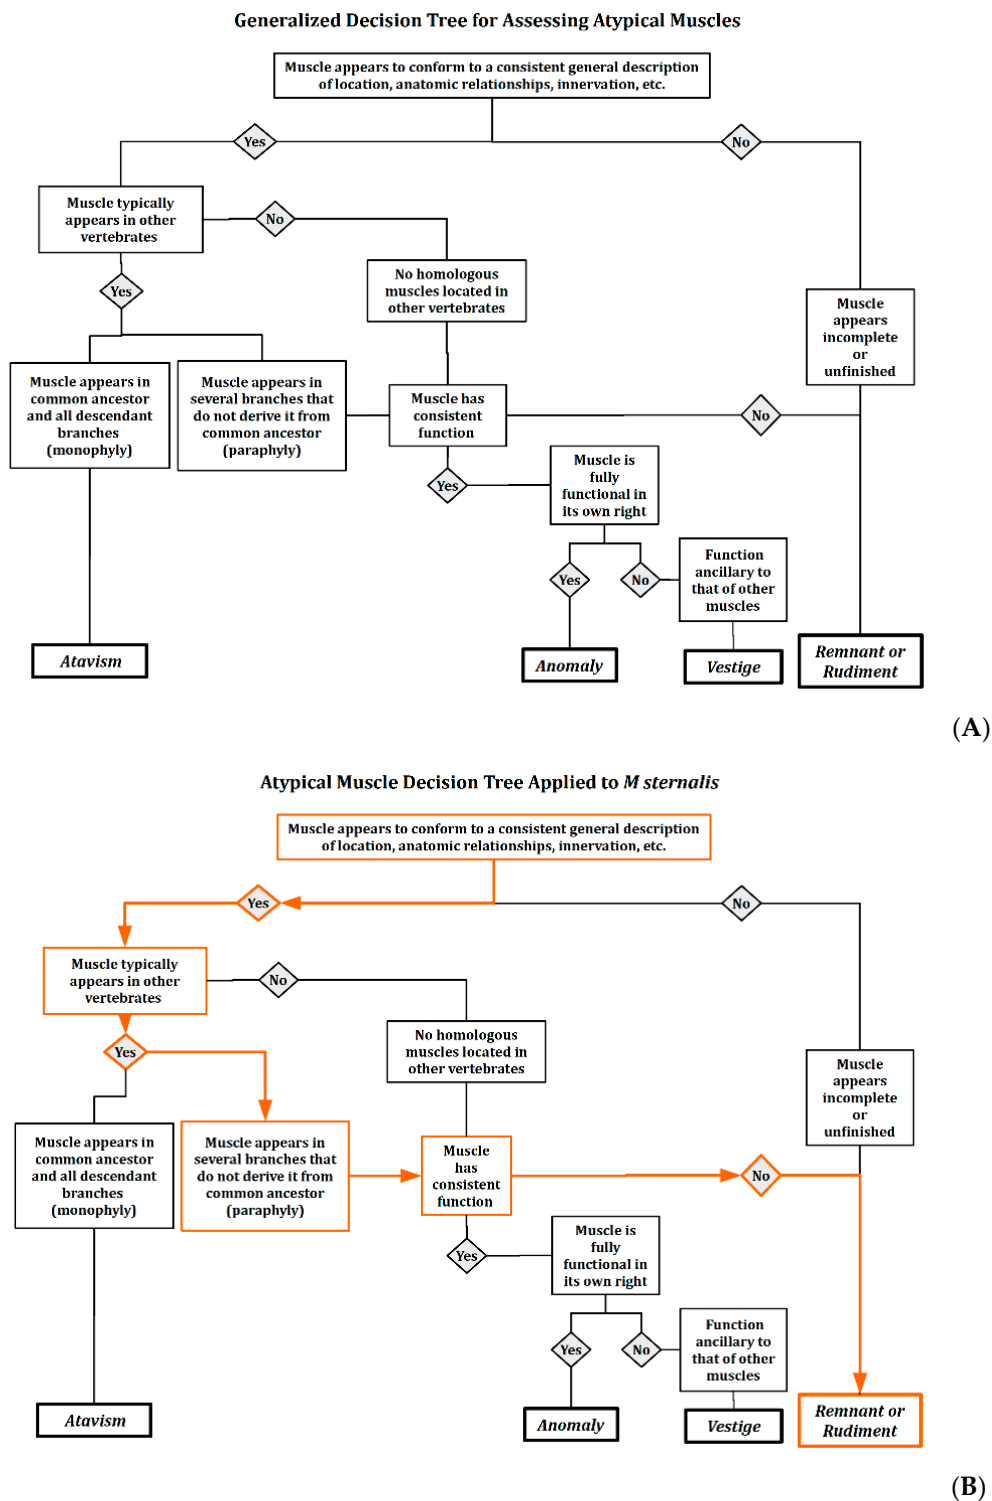 Generalized Decision Tree for Assessing Atypical Muscles
Muscle appears to conform to a consistent general description
of location, anatomic relationships, innervation, etc.
Yes
No
Muscle typically
appears in other
vertebrates
No
Yes
No homologous
muscles located in
other vertebrates
Muscle
appears
incomplete
or
unfinished
Muscle appears in
common ancestor
and all descendant
branches
(monophyly)
Muscle appears in
several branches that
do not derive it from
common ancestor
(paraphyly)
Muscle has
consistent
function
No
Yes
Muscle is
fully
functional in
its own right
Yes
No
Function
ancillary to
that of other
muscles
Atavism
Anomaly
Vestige
Remnant or
Rudiment
(A)
Atypical Muscle Decision Tree Applied to M sternalis
Muscle appears to conform to a consistent general description
of location, anatomic relationships, innervation, etc.
Yes
No
Muscle typically
appears in other
vertebrates
No
Yes
No homologous
muscles located in
other vertebrates
Muscle
appears
incomplete
or
unfinished
Muscle appears in
common ancestor
and all descendant
branches
(monophyly)
Muscle appears in
several branches that
do not derive it from
common ancestor
(paraphyly)
Muscle
has
consistent
function
No
Yes
Muscle is
fully
functional in
its own right
Yes
No
Function
ancillary to
that of other
muscles
Atavism
Anomaly
Vestige
Remnant or
Rudiment
(B)